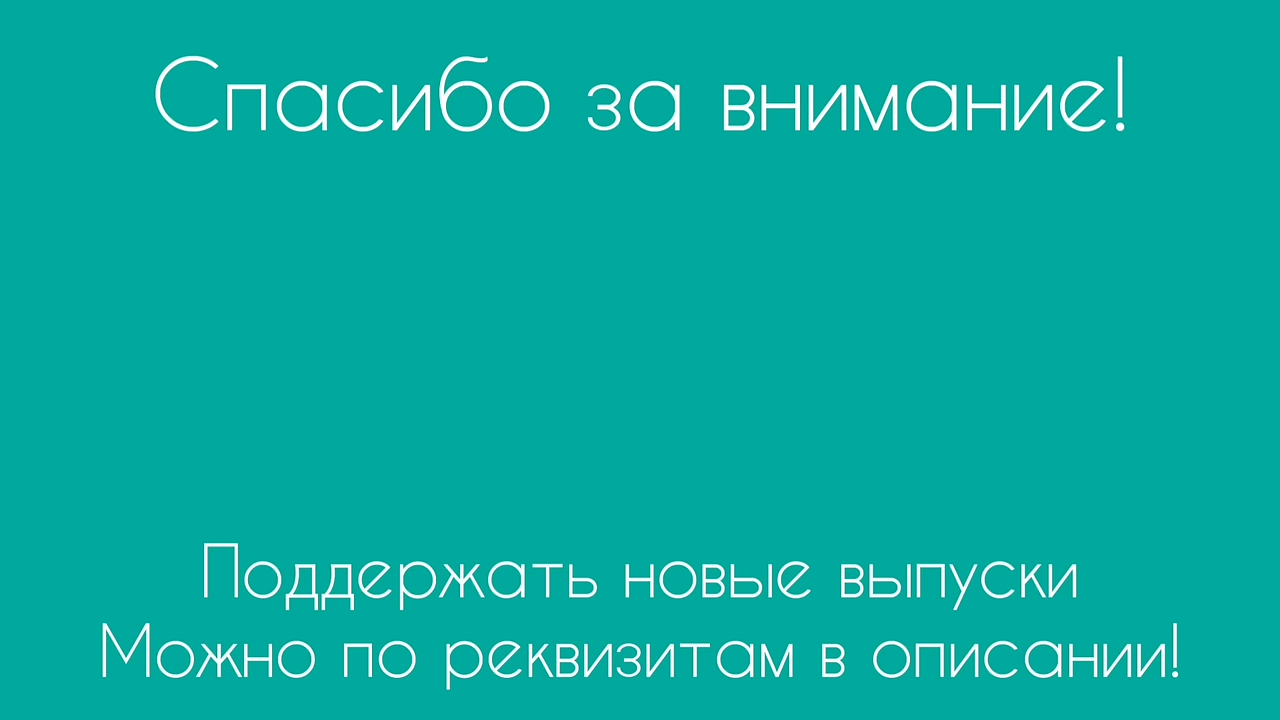 Спасибо за внимание!
Поддержать новые выпуски
Можно по реквизитам в описании!